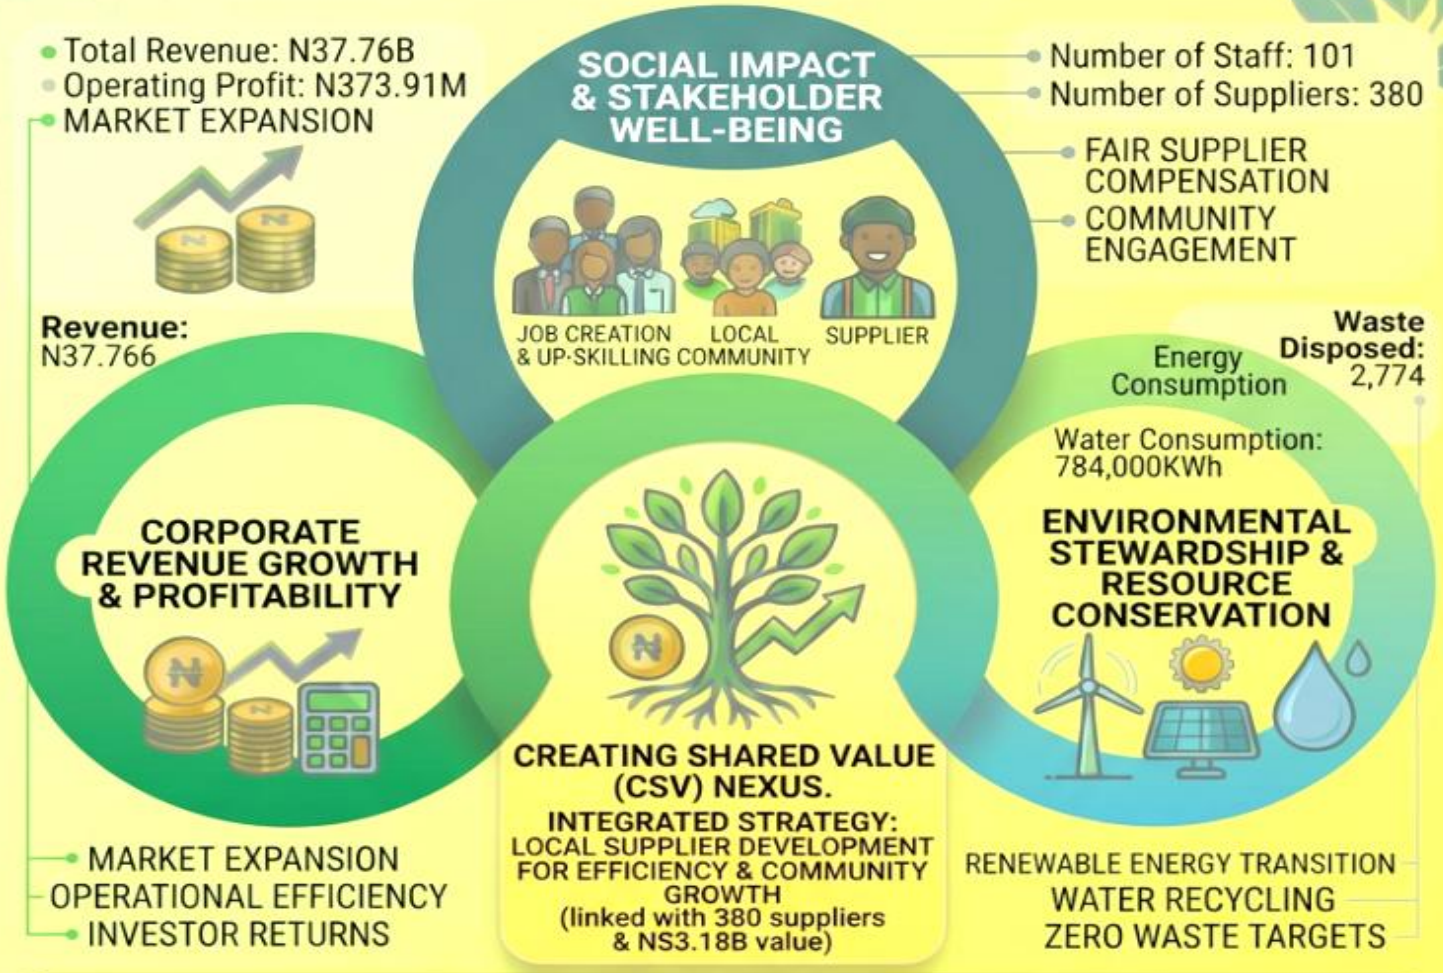 Total Revenue: N37.76B
Operating Profit: N373.91M
MARKET EXPANSION
Revenue:
N37.766
SOCIAL IMPACT
& STAKEHOLDER
WELL-BEING
JOB CREATION
& UP-SKILLING
LOCAL
COMMUNITY
SUPPLIER
Number of Staff: 101
Number of Suppliers: 380
FAIR SUPPLIER
COMPENSATION
COMMUNITY
ENGAGEMENT
Waste
Disposed:
2,774
Energy
Consumption
Water Consumption:
784,000KWh
CORPORATE
REVENUE GROWTH
& PROFITABILITY
N
N
N
N
N
ENVIRONMENTAL
STEWARDSHIP &
RESOURCE
CONSERVATION
CREATING SHARED VALUE
(CSV) NEXUS.
INTEGRATED STRATEGY:
LOCAL SUPPLIER DEVELOPMENT
FOR EFFICIENCY & COMMUNITY
GROWTH
(linked with 380 suppliers
& NS3.18B value)
MARKET EXPANSION
OPERATIONAL EFFICIENCY
INVESTOR RETURNS
RENEWABLE ENERGY TRANSITION
WATER RECYCLING
ZERO WASTE TARGETS